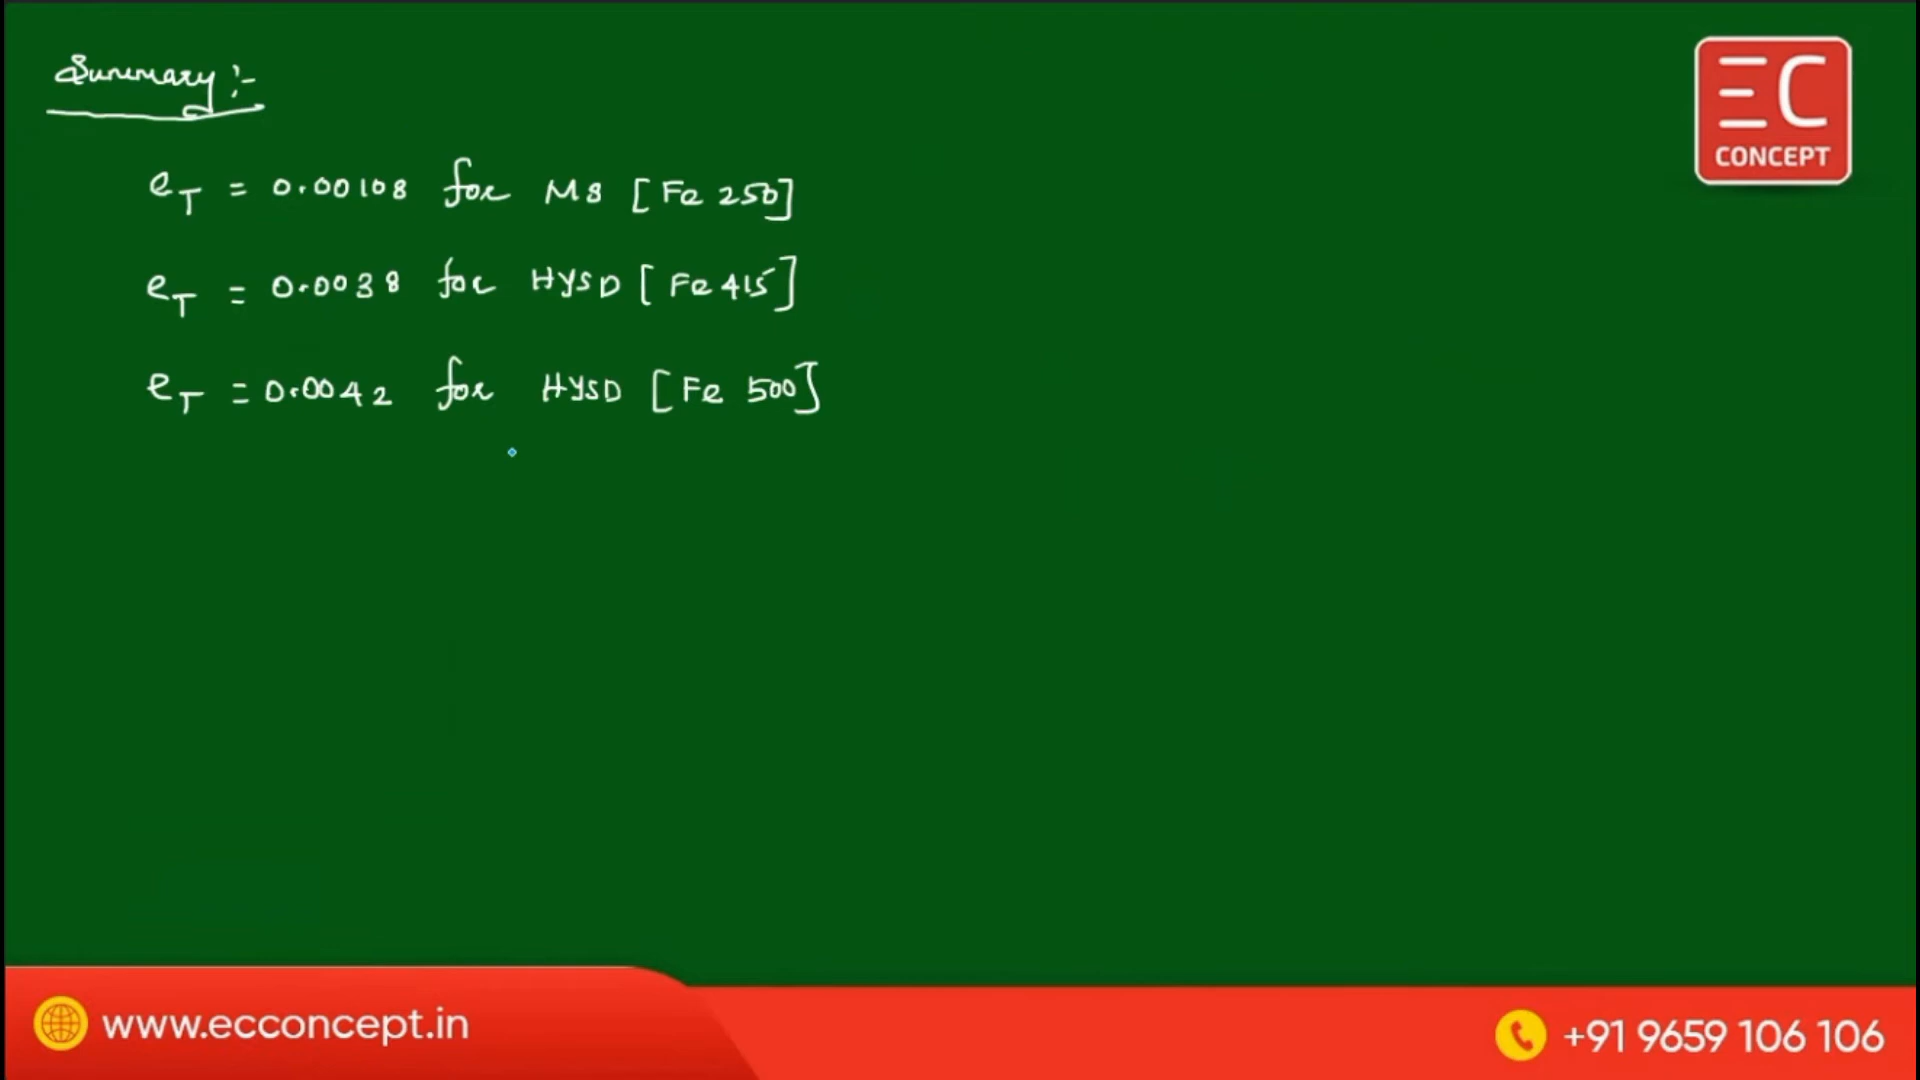 Summary :-
EC
CONCEPT
eT = 0.00108 for MS [Fe 250]
eT = 0.0038 for HYSD [Fe 415]
eT = 0.0042 for HYSD [Fe 500]
www.ecconcept.in
+91 9659 106 106